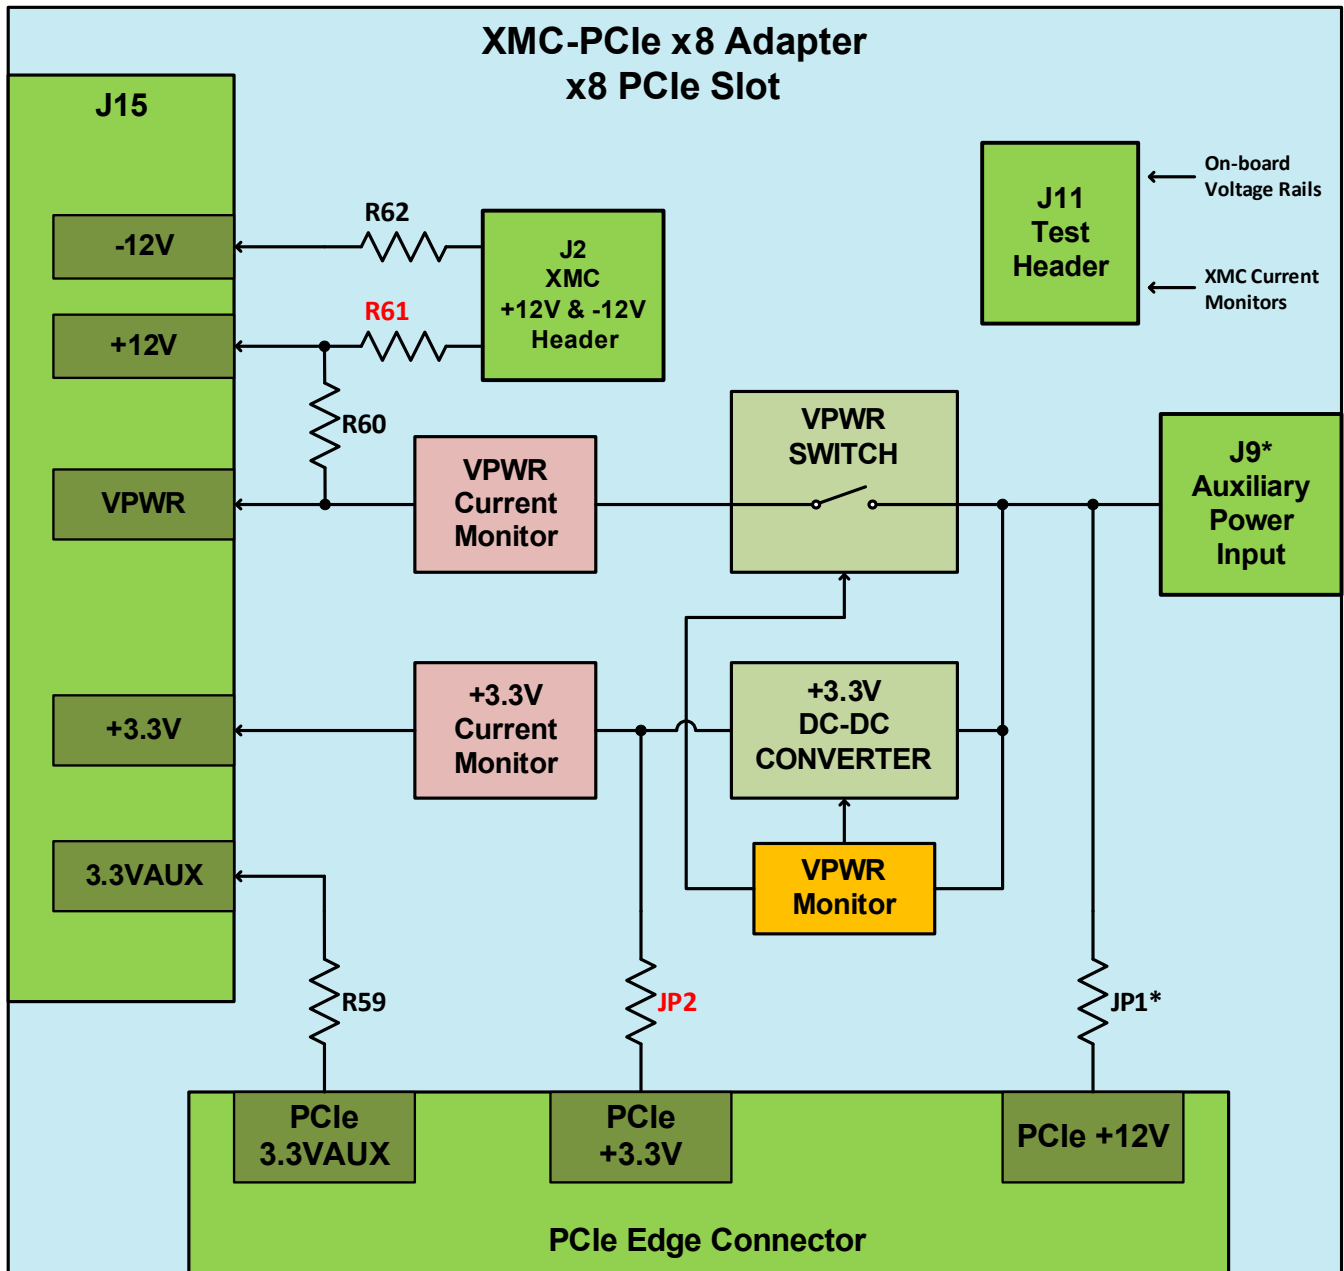 XMC-PCIe x8 Adapter
x8 PCIe Slot
J15
-12V
+12V
VPWR
+3.3V
3.3VAUX
R62
R61
R60
J2
XMC
+12V & -12V
Header
J11
Test
Header
On-board
Voltage Rails
XMC Current
Monitors
VPWR
Current
Monitor
VPWR
SWITCH
J9*
Auxiliary
Power
Input
+3.3V
Current
Monitor
+3.3V
DC-DC
CONVERTER
VPWR
Monitor
R59
JP2
JP1*
PCIe
3.3VAUX
PCIe
+3.3V
PCIe +12V
PCIe Edge Connector